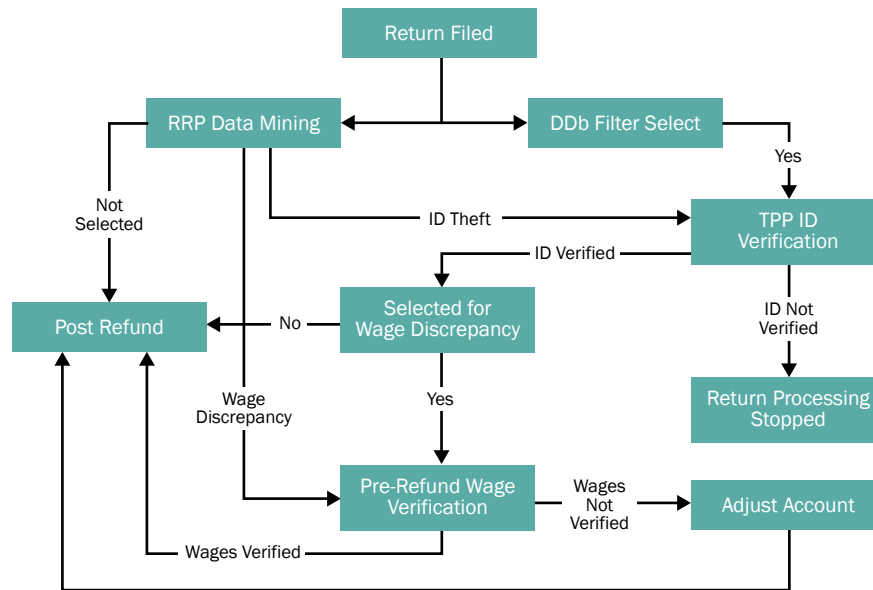 Return Filed
RRP Data Mining
DDb Filter Select
Yes
Not
Selected
ID Theft
TPP ID
Verification
ID Verified
Selected for
Wage Discrepancy
ID Not
Verified
Post Refund
No
Wage
Discrepancy
Yes
Return Processing
Stopped
Pre-Refund Wage
Verification
Wages
Not
Verified
Adjust Account
Wages Verified